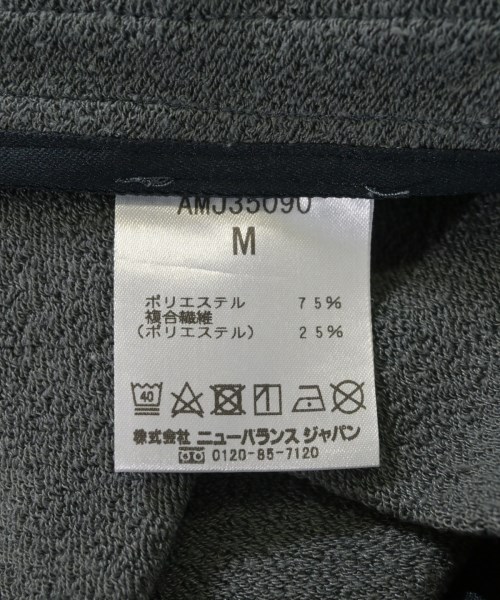 AMJ35090
M
ポリエステル 75%
複合繊維
(ポリエステル) 25%
40
株式会社 ニューバランス ジャパン
0120-85-7120